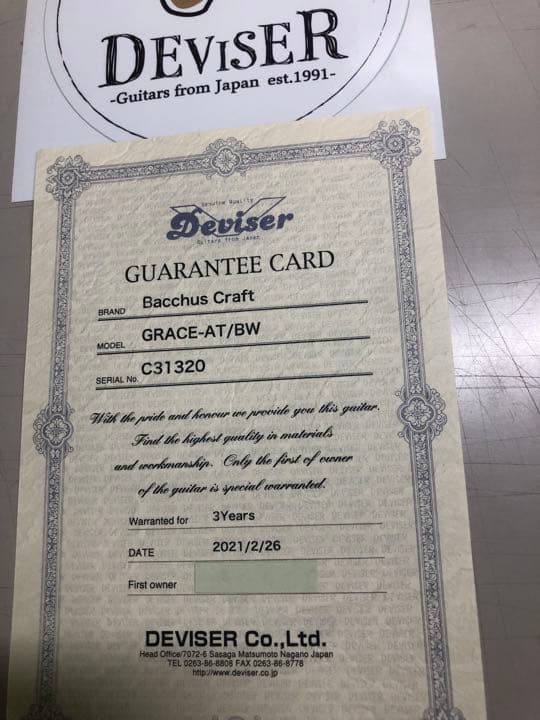 DEVISER
-Guitars from Japan est.1991-
Genuine Quality
Deviser
Guitars from Japan
GUARANTEE CARD
BRAND Bacchus Craft
MODEL GRACE-AT/BW
SERIAL No. C31320
With the pride and honour we provide you this guitar.
Find the highest quality in materials
and workmanship. Only the first of owner
of the guitar is special warranted.
Warranted for 3Years
DATE 2021/2/26
First owner
DEVISER Co.,Ltd.
Head Office/7072-6 Sasaga Matsumoto Nagano Japan
TEL 0263-86-8808 FAX 0263-86-8778
http://www.deviser.co.jp